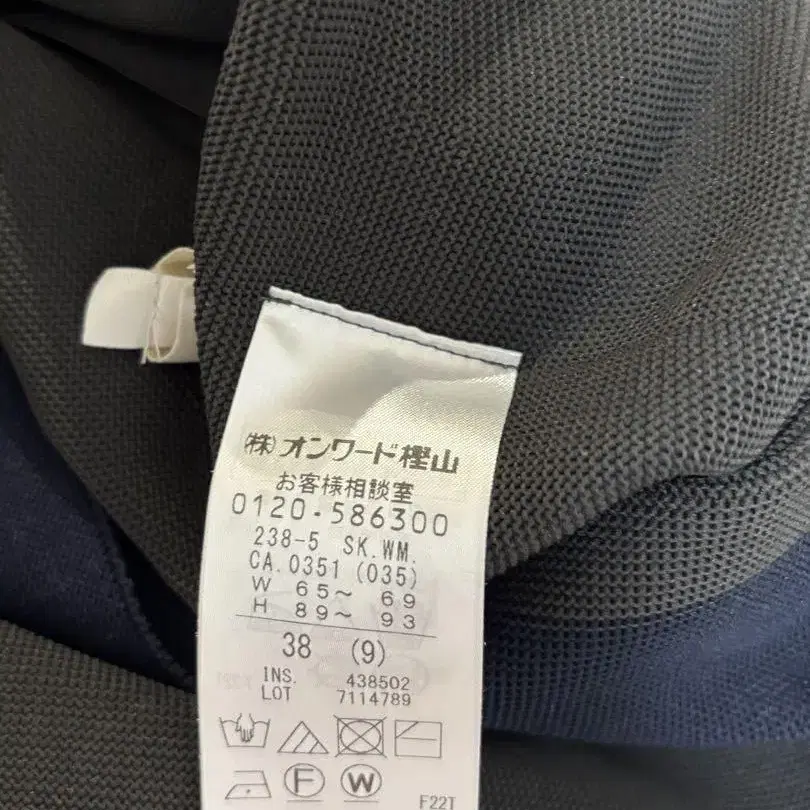 (株)オンワード樫山
お客様相談室
0120-586300
238-5 SK.WM.
CA.0351 (035)
W 65〜 69
H 89〜 93
38 (9)
INS. 438502
LOT 7114789
F W
F22T